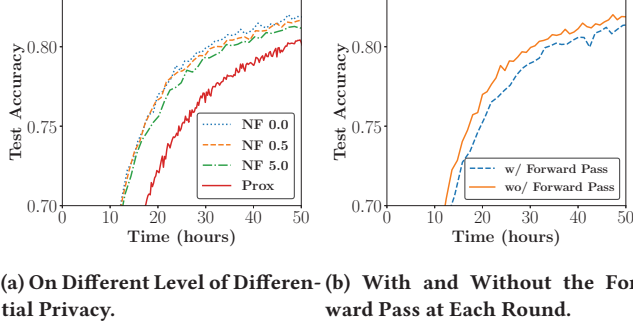 Test Accuracy
0.80
0.75
0.70
NF 0.0
NF 0.5
NF 5.0
Prox
0 10 20 30 40 50
Time (hours)
Test Accuracy
0.80
0.75
0.70
w/ Forward Pass
wo/ Forward Pass
0 10 20 30 40 50
Time (hours)
(a) On Different Level of Differen-
tial Privacy.
(b) With and Without the For
ward Pass at Each Round.